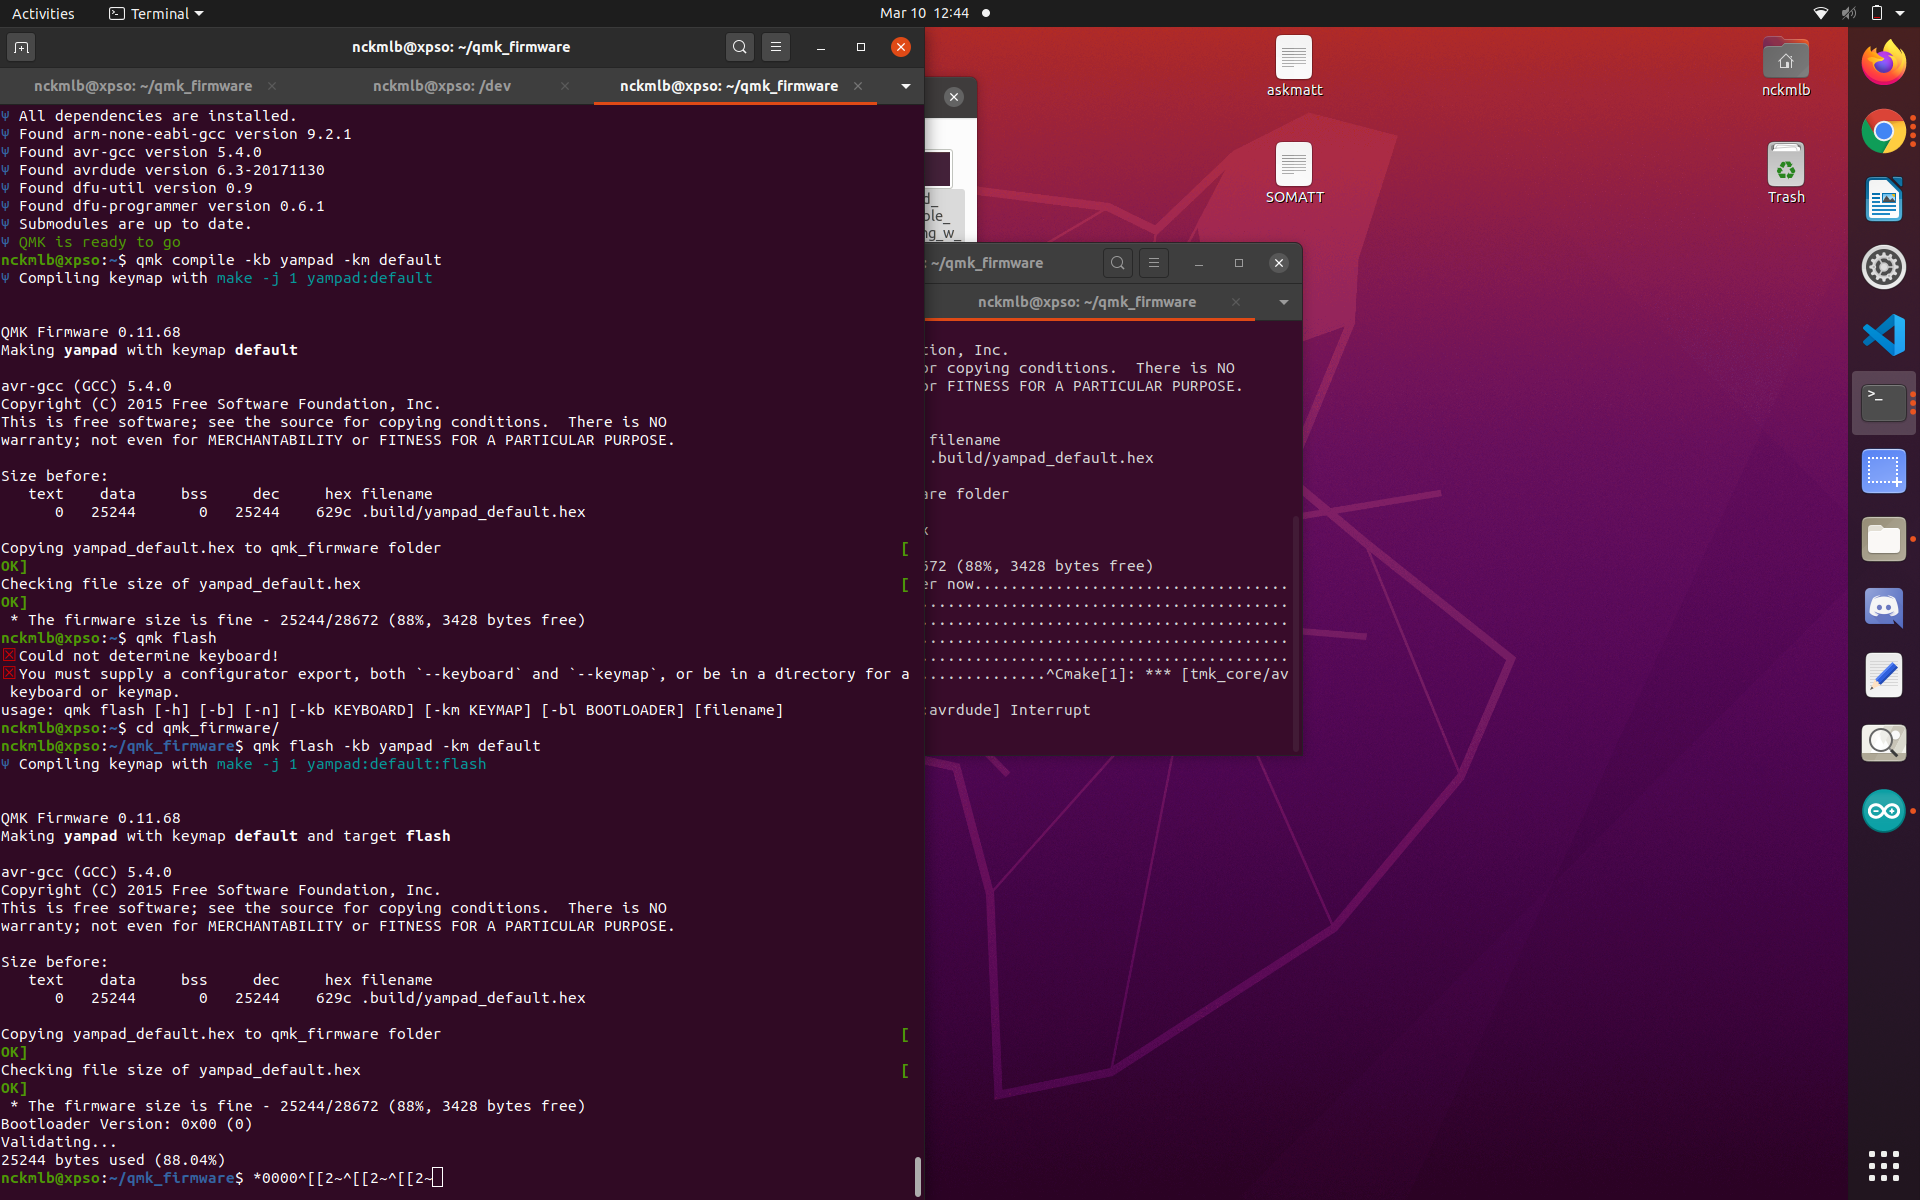 Activities
Terminal
Mar 10 12:44
nckmlb@xpso: ~/qmk_firmware
nckmlb@xpso: ~/qmk_firmware
nckmlb@xpso: /dev
nckmlb@xpso: ~/qmk_firmware
Ψ All dependencies are installed.
Ψ Found arm-none-eabi-gcc version 9.2.1
Ψ Found avr-gcc version 5.4.0
Ψ Found avrdude version 6.3-20171130
Ψ Found dfu-util version 0.9
Ψ Found dfu-programmer version 0.6.1
Ψ Submodules are up to date.
Ψ QMK is ready to go
nckmlb@xpso:~$ qmk compile -kb yampad -km default
Ψ Compiling keymap with make -j 1 yampad:default
QMK Firmware 0.11.68
Making yampad with keymap default
avr-gcc (GCC) 5.4.0
Copyright (C) 2015 Free Software Foundation, Inc.
This is free software; see the source for copying conditions.  There is NO
warranty; not even for MERCHANTABILITY or FITNESS FOR A PARTICULAR PURPOSE.
Size before:
   text    data     bss     dec     hex filename
      0   25244       0   25244    629c .build/yampad_default.hex
Copying yampad_default.hex to qmk_firmware folder [
OK]
Checking file size of yampad_default.hex [
OK]
 * The firmware size is fine - 25244/28672 (88%, 3428 bytes free)
nckmlb@xpso:~$ qmk flash
☒Could not determine keyboard!
☒You must supply a configurator export, both `--keyboard` and `--keymap`, or be in a directory for a
 keyboard or keymap.
usage: qmk flash [-h] [-b] [-n] [-kb KEYBOARD] [-km KEYMAP] [-bl BOOTLOADER] [filename]
nckmlb@xpso:~$ cd qmk_firmware/
nckmlb@xpso:~/qmk_firmware$ qmk flash -kb yampad -km default
Ψ Compiling keymap with make -j 1 yampad:default:flash
QMK Firmware 0.11.68
Making yampad with keymap default and target flash
avr-gcc (GCC) 5.4.0
Copyright (C) 2015 Free Software Foundation, Inc.
This is free software; see the source for copying conditions.  There is NO
warranty; not even for MERCHANTABILITY or FITNESS FOR A PARTICULAR PURPOSE.
Size before:
   text    data     bss     dec     hex filename
      0   25244       0   25244    629c .build/yampad_default.hex
Copying yampad_default.hex to qmk_firmware folder [
OK]
Checking file size of yampad_default.hex [
OK]
 * The firmware size is fine - 25244/28672 (88%, 3428 bytes free)
Bootloader Version: 0x00 (0)
Validating...
25244 bytes used (88.04%)
nckmlb@xpso:~/qmk_firmware$ *0000^[[2~^[[2~^[[2~
d_
ble_
ng_w_
: ~/qmk_firmware
nckmlb@xpso: ~/qmk_firmware
tion, Inc.
or copying conditions.  There is NO
or FITNESS FOR A PARTICULAR PURPOSE.
filename
.build/yampad_default.hex
are folder
x
672 (88%, 3428 bytes free)
er now...................................
........................................
........................................
........................................
........................................
.............^Cmake[1]: *** [tmk_core/av
:avrdude] Interrupt
askmatt
SOMATT
nckmlb
Trash